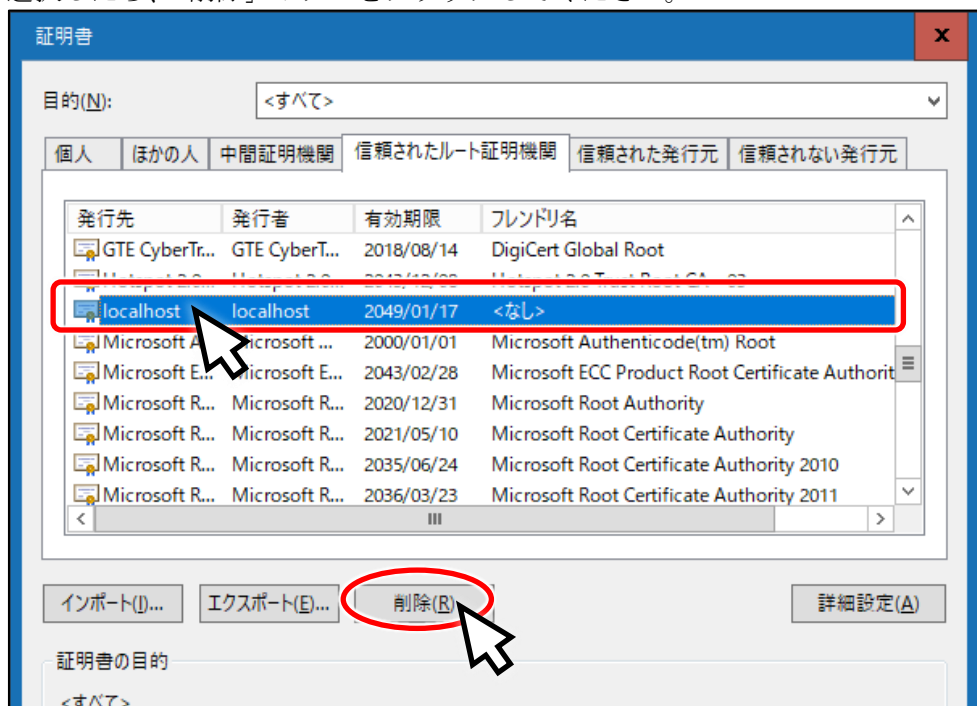 証明書
目的(N):
<すべて>
個人 ほかの人 中間証明機関 信頼されたルート証明機関 信頼された発行元 信頼されない発行元
発行先 発行者 有効期限 フレンドリ名
GTE CyberTr... GTE CyberT... 2018/08/14 DigiCert Global Root
localhost localhost 2049/01/17 <なし>
Microsoft A Microsoft ... 2000/01/01 Microsoft Authenticode(tm) Root
Microsoft E... Microsoft E... 2043/02/28 Microsoft ECC Product Root Certificate Authorit
Microsoft R... Microsoft R... 2020/12/31 Microsoft Root Authority
Microsoft R... Microsoft R... 2021/05/10 Microsoft Root Certificate Authority
Microsoft R... Microsoft R... 2035/06/24 Microsoft Root Certificate Authority 2010
Microsoft R... Microsoft R... 2036/03/23 Microsoft Root Certificate Authority 2011
インポート(I)... エクスポート(E)... 削除(R) 詳細設定(A)
証明書の目的
<すべて>